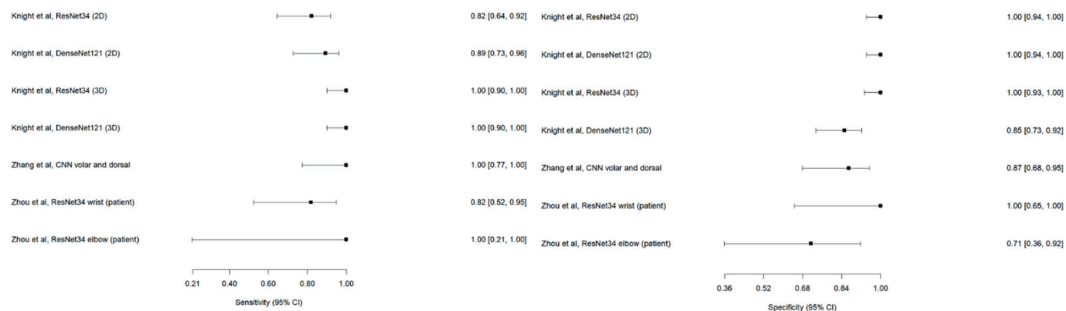 Knight et al, ResNet34 (2D) 0.82 [0.64, 0.92]
Knight et al, DenseNet121 (2D) 0.89 [0.73, 0.96]
Knight et al, ResNet34 (3D) 1.00 [0.90, 1.00]
Knight et al, DenseNet121 (3D) 1.00 [0.90, 1.00]
Zhang et al, CNN volar and dorsal 1.00 [0.77, 1.00]
Zhou et al, ResNet34 wrist (patient) 0.82 [0.52, 0.95]
Zhou et al, ResNet34 elbow (patient) 1.00 [0.21, 1.00]
0.21 0.40 0.60 0.80 1.00
Sensitivity (95% CI)
Knight et al, ResNet34 (2D) 1.00 [0.94, 1.00]
Knight et al, DenseNet121 (2D) 1.00 [0.94, 1.00]
Knight et al, ResNet34 (3D) 1.00 [0.93, 1.00]
Knight et al, DenseNet121 (3D) 0.85 [0.73, 0.92]
Zhang et al, CNN volar and dorsal 0.87 [0.68, 0.95]
Zhou et al, ResNet34 wrist (patient) 1.00 [0.65, 1.00]
Zhou et al, ResNet34 elbow (patient) 0.71 [0.36, 0.92]
0.36 0.52 0.68 0.84 1.00
Specificity (95% CI)